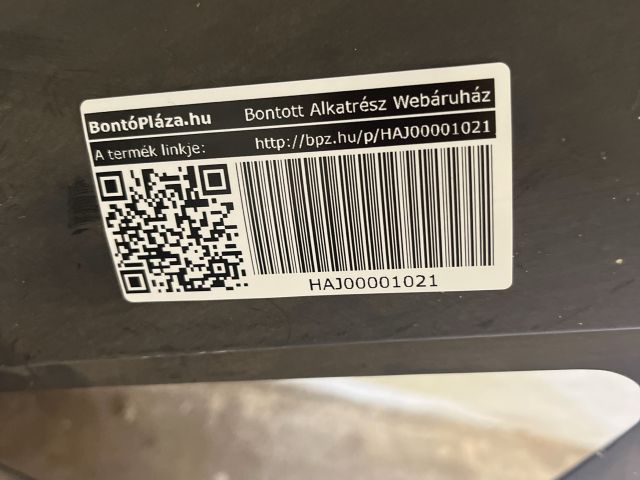 BontóPláza.hu Bontott Alkatrész Webáruház
A termék linkje: http://bpz.hu/p/HAJ00001021
HAJ00001021